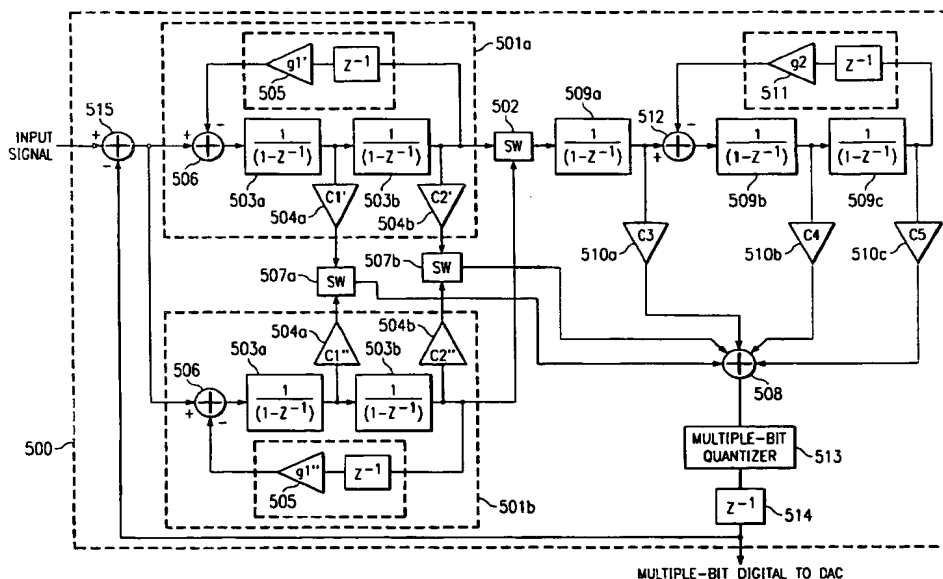 501a
g1'
Z⁻¹
505
g2
Z⁻¹
511
515
INPUT
SIGNAL
+
-
+
-
506
1
(1-Z⁻¹)
1
(1-Z⁻¹)
503a
503b
502
SW
509a
1
(1-Z⁻¹)
512
-
+
1
(1-Z⁻¹)
1
(1-Z⁻¹)
509b
509c
504a
C1'
504b
C2'
510a
C3
510b
C4
510c
C5
507a
SW
507b
SW
504a
C1"
504b
C2"
503a
503b
506
+
-
1
(1-Z⁻¹)
1
(1-Z⁻¹)
508
500
g1"
Z⁻¹
505
501b
MULTIPLE-BIT
QUANTIZER
513
Z⁻¹
514
MULTIPLE-BIT DIGITAL TO DAC